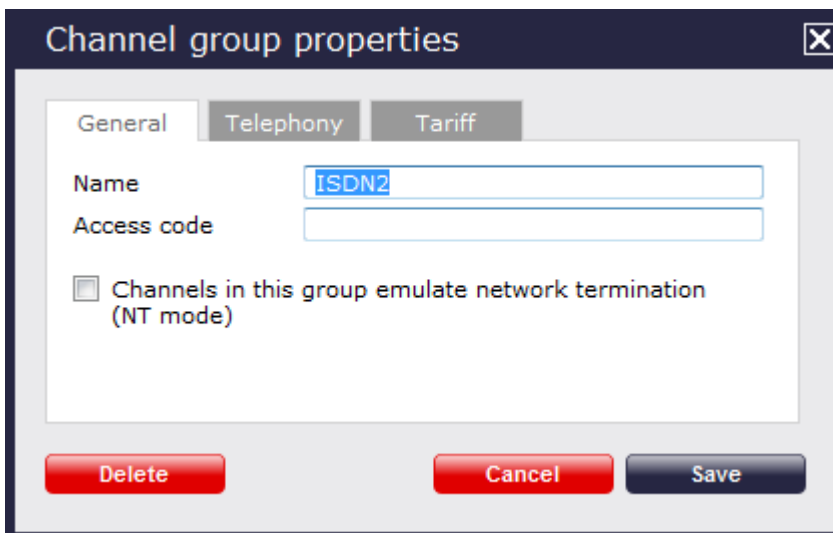 Channel group properties
General Telephony Tariff
Name ISDN2
Access code
Channels in this group emulate network termination
(NT mode)
Delete Cancel Save